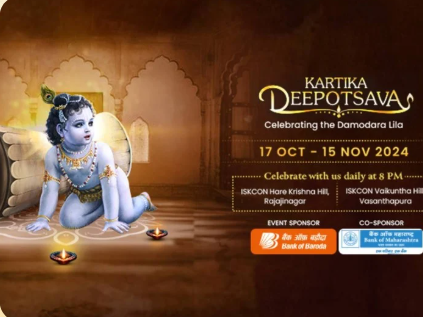 KARTIKA
DEEPOTSAVA
Celebrating the Damodara Lila
17 OCT - 15 NOV 2024
Celebrate with us daily at 8 PM
ISKCON Hare Krishna Hill,
Rajajinagar
ISKCON Vaikuntha Hill
Vasanthapura
EVENT SPONSOR
CO-SPONSOR
बैंक ऑफ़ बड़ौदा
Bank of Baroda
बैंक ऑफ महाराष्ट्र
Bank of Maharashtra